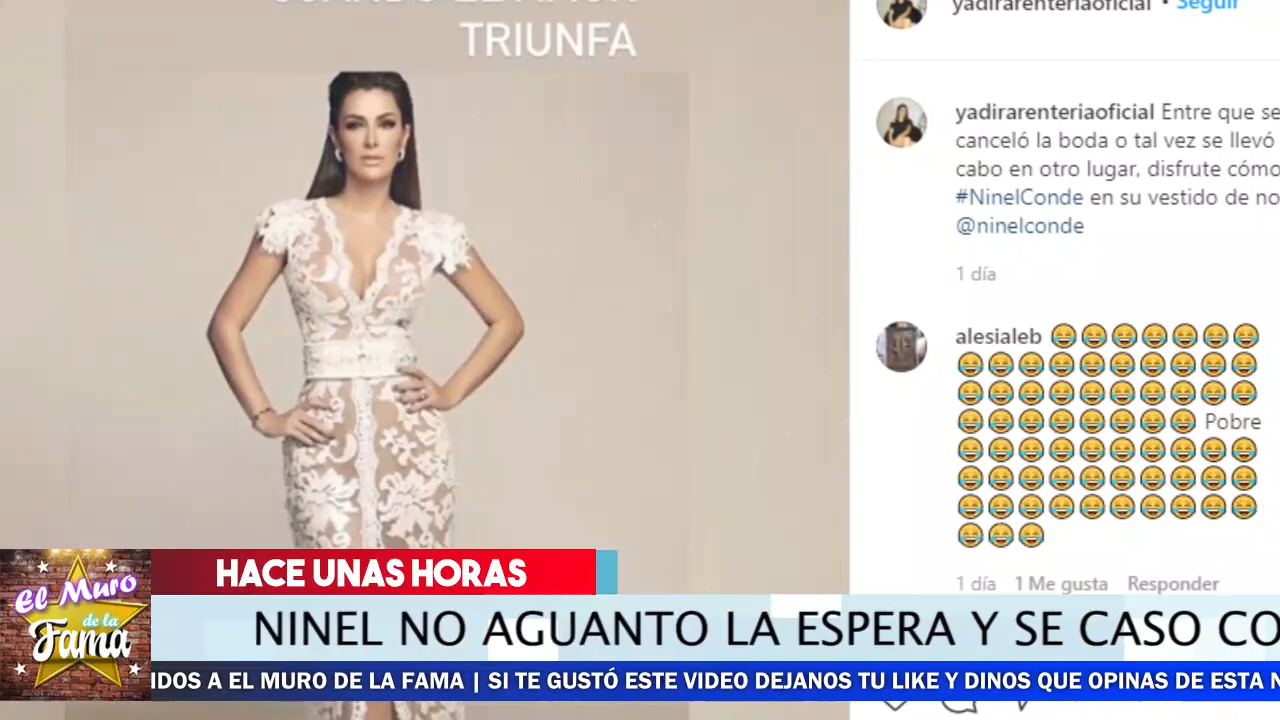 TRIUNFA
yadirarenteriaoficial • Seguir
yadirarenteriaoficial Entre que se
canceló la boda o tal vez se llevó
cabo en otro lugar, disfrute cómo
#NinelConde en su vestido de no
@ninelconde
1 día
alesialeb 😂😂😂😂😂😂😂
😂😂😂😂😂😂😂😂😂😂
😂😂😂😂😂😂😂😂😂😂
😂😂😂😂😂😂😂😂 Pobre
😂😂😂😂😂😂😂😂😂😂
😂😂😂😂😂😂😂😂😂😂
😂😂😂😂😂😂😂😂😂😂
😂😂😂
1 día 1 Me gusta Responder
El Muro
de la
Fama
HACE UNAS HORAS
NINEL NO AGUANTO LA ESPERA Y SE CASO CO
IDOS A EL MURO DE LA FAMA | SI TE GUSTÓ ESTE VIDEO DEJANOS TU LIKE Y DINOS QUE OPINAS DE ESTA N